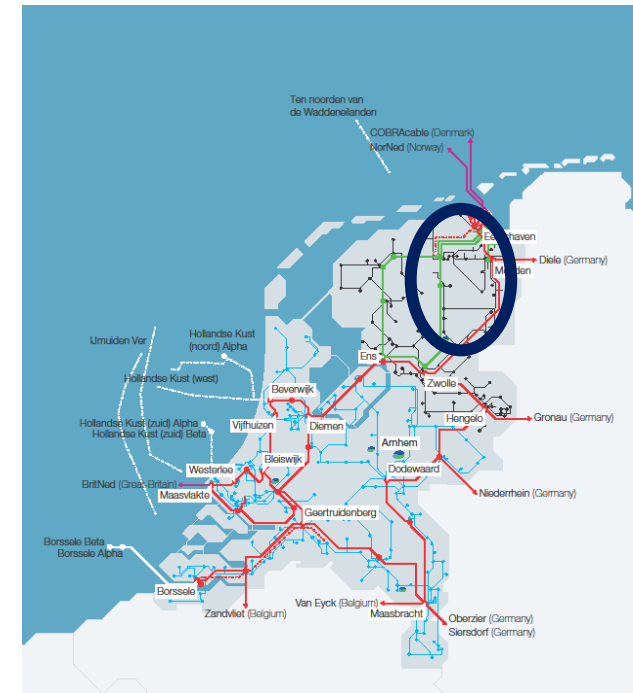 Ten noorden van
de Waddeneilanden
COBRAcable (Denmark)
NorNed (Norway)
Diele (Germany)
Hollandse Kust
(noord) Alpha
IJmuiden Ver
Ens
Hollandse Kust (west)
Zwolle
Beverwijk
Gronau (Germany)
Hengelo
Hollandse Kust (zuid) Alpha
Hollandse Kust (zuid) Beta
Vijfhuizen
Diemen
Arnhem
Bleiswijk
Westerlee
Dodewaard
BritNed (Great-Britain)
Maasvlakte
Niederrhein (Germany)
Geertruidenberg
Borssele Beta
Borssele Alpha
Borssele
Van Eyck (Belgium)
Zandvliet (Belgium)
Maasbracht
Oberzier (Germany)
Siersdorf (Germany)